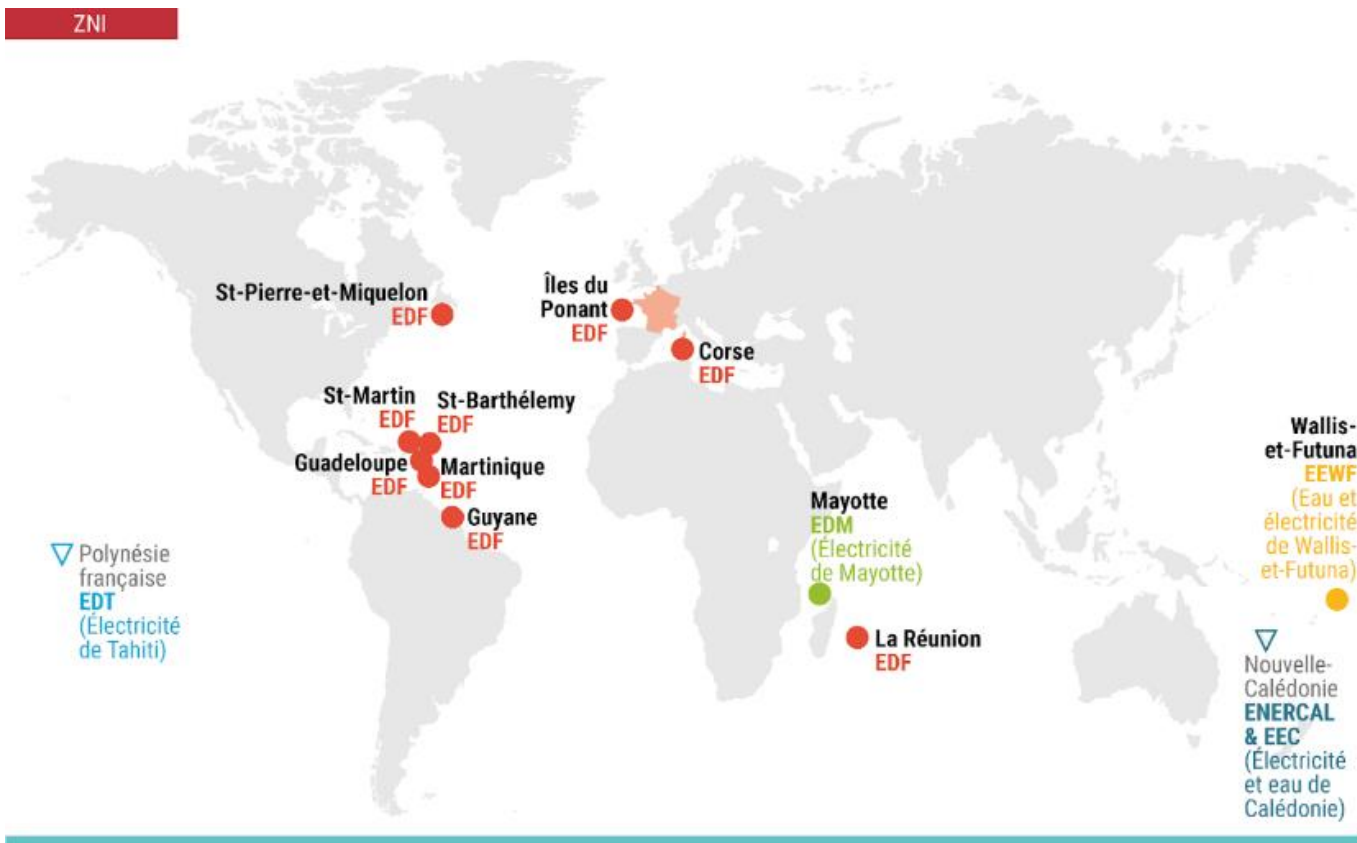 ZNI
St-Pierre-et-Miquelon
EDF
Îles du
Ponant
EDF
Corse
EDF
St-Martin
EDF
St-Barthélemy
EDF
Guadeloupe
EDF
Martinique
EDF
Guyane
EDF
Polynésie
française
EDT
(Électricité
de Tahiti)
Mayotte
EDM
(Électricité
de Mayotte)
La Réunion
EDF
Wallis-
et-Futuna
EEWF
(Eau et
électricité
de Wallis-
et-Futuna)
Nouvelle-
Calédonie
ENERCAL
& EEC
(Électricité
et eau de
Calédonie)